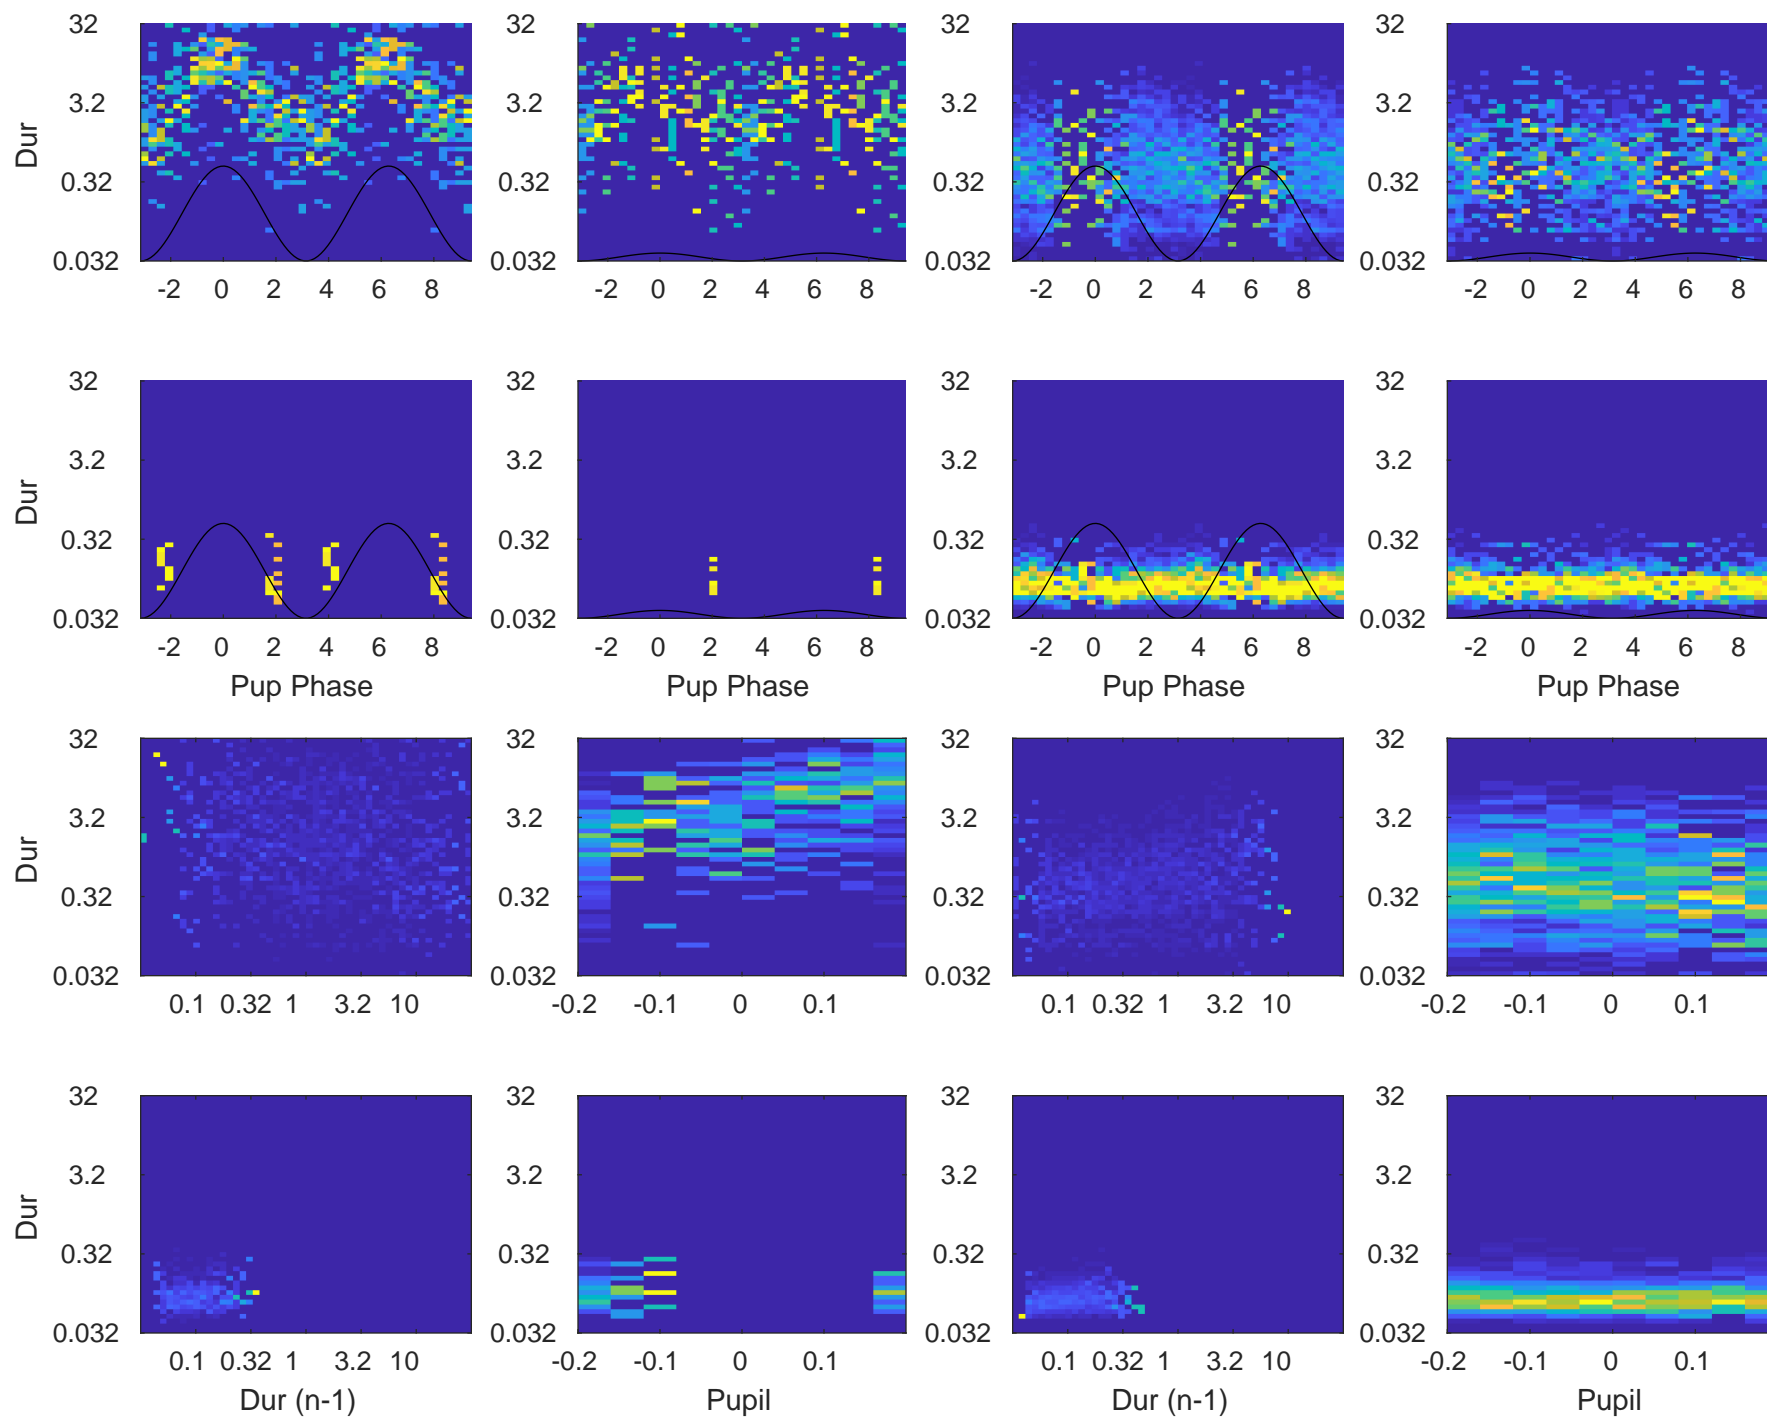 32 32 32 32
3.2 3.2 3.2 3.2
Dur
0.32 0.32 0.32 0.32
0.032 0.032 0.032 0.032
-2 0 2 4 6 8 -2 0 2 4 6 8 -2 0 2 4 6 8 -2 0 2 4 6 8
32 32 32 32
3.2 3.2 3.2 3.2
Dur
0.32 0.32 0.32 0.32
0.032 0.032 0.032 0.032
-2 0 2 4 6 8 -2 0 2 4 6 8 -2 0 2 4 6 8 -2 0 2 4 6 8
Pup Phase Pup Phase Pup Phase Pup Phase
32 32 32 32
3.2 3.2 3.2 3.2
Dur
0.32 0.32 0.32 0.32
0.032 0.032 0.032 0.032
0.1 0.32 1 3.2 10 -0.2 -0.1 0 0.1 0.1 0.32 1 3.2 10 -0.2 -0.1 0 0.1
32 32 32 32
3.2 3.2 3.2 3.2
Dur
0.32 0.32 0.32 0.32
0.032 0.032 0.032 0.032
0.1 0.32 1 3.2 10 -0.2 -0.1 0 0.1 0.1 0.32 1 3.2 10 -0.2 -0.1 0 0.1
Dur (n-1) Pupil Dur (n-1) Pupil